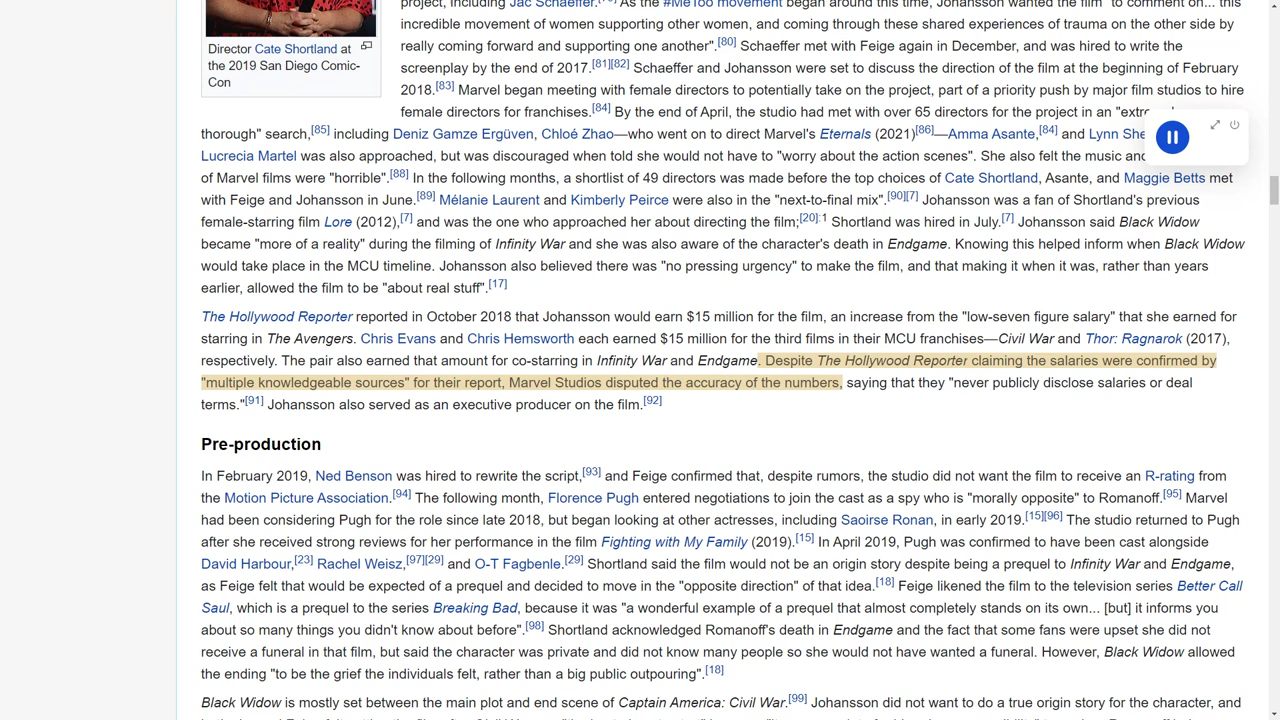 project, including Jac Schaeffer. As the #MeToo movement began around this time, Johansson wanted the film "to comment on... this
incredible movement of women supporting other women, and coming through these shared experiences of trauma on the other side by
really coming forward and supporting one another".[80] Schaeffer met with Feige again in December, and was hired to write the
screenplay by the end of 2017.[81][82] Schaeffer and Johansson were set to discuss the direction of the film at the beginning of February
2018.[83] Marvel began meeting with female directors to potentially take on the project, part of a priority push by major film studios to hire
female directors for franchises.[84] By the end of April, the studio had met with over 65 directors for the project in an
Director Cate Shortland at
the 2019 San Diego Comic-
Con
thorough" search,[85] including Deniz Gamze Ergüven, Chloé Zhao—who went on to direct Marvel's Eternals (2021)[86]—Amma Asante,[84] and Lynn
Lucrecia Martel was also approached, but was discouraged when told she would not have to "worry about the action scenes". She also felt the music
of Marvel films were "horrible".[88] In the following months, a shortlist of 49 directors was made before the top choices of Cate Shortland, Asante, and Maggie Betts met
with Feige and Johansson in June.[89] Mélanie Laurent and Kimberly Peirce were also in the "next-to-final mix".[90][7] Johansson was a fan of Shortland's previous
female-starring film Lore (2012),[7] and was the one who approached her about directing the film;[20]:1 Shortland was hired in July.[7] Johansson said Black Widow
became "more of a reality" during the filming of Infinity War and she was also aware of the character's death in Endgame. Knowing this helped inform when Black Widow
would take place in the MCU timeline. Johansson also believed there was "no pressing urgency" to make the film, and that making it when it was, rather than years
earlier, allowed the film to be "about real stuff".[17]
The Hollywood Reporter reported in October 2018 that Johansson would earn $15 million for the film, an increase from the "low-seven figure salary" that she earned for
starring in The Avengers. Chris Evans and Chris Hemsworth each earned $15 million for the third films in their MCU franchises—Civil War and Thor: Ragnarok (2017),
respectively. The pair also earned that amount for co-starring in Infinity War and Endgame. Despite The Hollywood Reporter claiming the salaries were confirmed by
"multiple knowledgeable sources" for their report, Marvel Studios disputed the accuracy of the numbers, saying that they "never publicly disclose salaries or deal
terms."[91] Johansson also served as an executive producer on the film.[92]
Pre-production
In February 2019, Ned Benson was hired to rewrite the script,[93] and Feige confirmed that, despite rumors, the studio did not want the film to receive an R-rating from
the Motion Picture Association.[94] The following month, Florence Pugh entered negotiations to join the cast as a spy who is "morally opposite" to Romanoff.[95] Marvel
had been considering Pugh for the role since late 2018, but began looking at other actresses, including Saoirse Ronan, in early 2019.[15][96] The studio returned to Pugh
after she received strong reviews for her performance in the film Fighting with My Family (2019).[15] In April 2019, Pugh was confirmed to have been cast alongside
David Harbour,[23] Rachel Weisz,[97][29] and O-T Fagbenle.[29] Shortland said the film would not be an origin story despite being a prequel to Infinity War and Endgame,
as Feige felt that would be expected of a prequel and decided to move in the "opposite direction" of that idea.[18] Feige likened the film to the television series Better Call
Saul, which is a prequel to the series Breaking Bad, because it was "a wonderful example of a prequel that almost completely stands on its own... [but] it informs you
about so many things you didn't know about before".[98] Shortland acknowledged Romanoff's death in Endgame and the fact that some fans were upset she did not
receive a funeral in that film, but said the character was private and did not know many people so she would not have wanted a funeral. However, Black Widow allowed
the ending "to be the grief the individuals felt, rather than a big public outpouring".[18]
Black Widow is mostly set between the main plot and end scene of Captain America: Civil War.[99] Johansson did not want to do a true origin story for the character, and